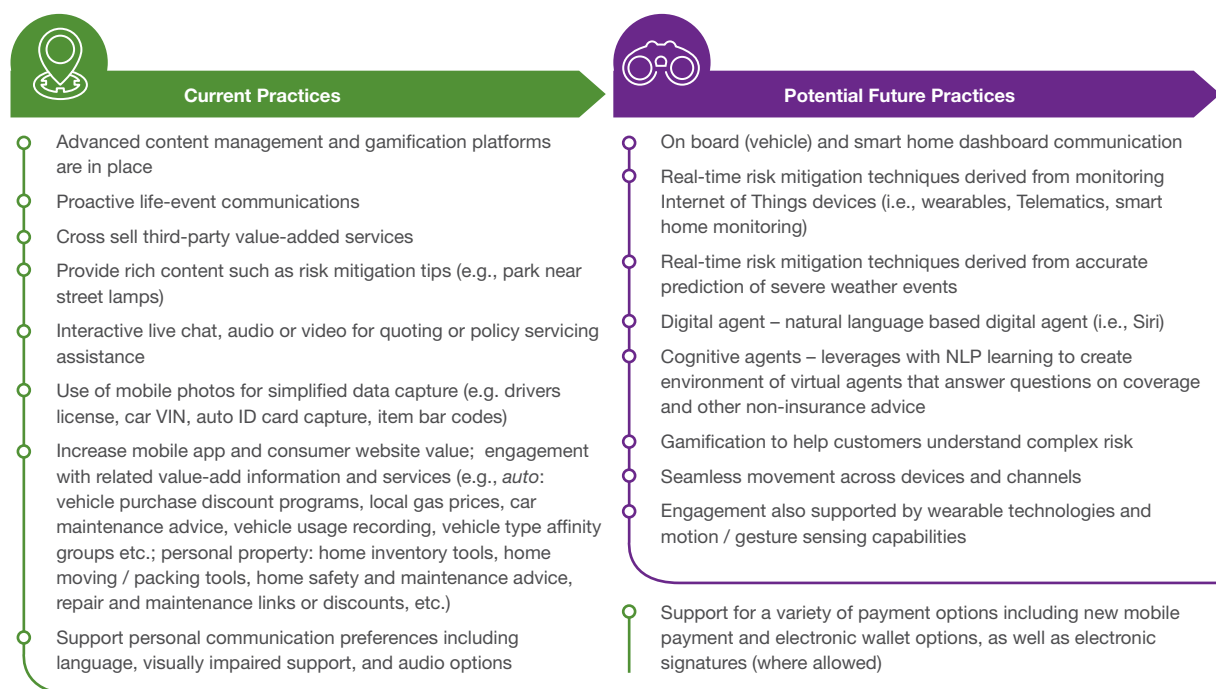 Current Practices
Advanced content management and gamification platforms
are in place
Proactive life-event communications
Cross sell third-party value-added services
Provide rich content such as risk mitigation tips (e.g., park near
street lamps)
Interactive live chat, audio or video for quoting or policy servicing
assistance
Use of mobile photos for simplified data capture (e.g. drivers
license, car VIN, auto ID card capture, item bar codes)
Increase mobile app and consumer website value; engagement
with related value-add information and services (e.g., auto:
vehicle purchase discount programs, local gas prices, car
maintenance advice, vehicle usage recording, vehicle type affinity
groups etc.; personal property: home inventory tools, home
moving / packing tools, home safety and maintenance advice,
repair and maintenance links or discounts, etc.)
Support personal communication preferences including
language, visually impaired support, and audio options
Potential Future Practices
On board (vehicle) and smart home dashboard communication
Real-time risk mitigation techniques derived from monitoring
Internet of Things devices (i.e., wearables, Telematics, smart
home monitoring)
Real-time risk mitigation techniques derived from accurate
prediction of severe weather events
Digital agent – natural language based digital agent (i.e., Siri)
Cognitive agents – leverages with NLP learning to create
environment of virtual agents that answer questions on coverage
and other non-insurance advice
Gamification to help customers understand complex risk
Seamless movement across devices and channels
Engagement also supported by wearable technologies and
motion / gesture sensing capabilities
Support for a variety of payment options including new mobile
payment and electronic wallet options, as well as electronic
signatures (where allowed)